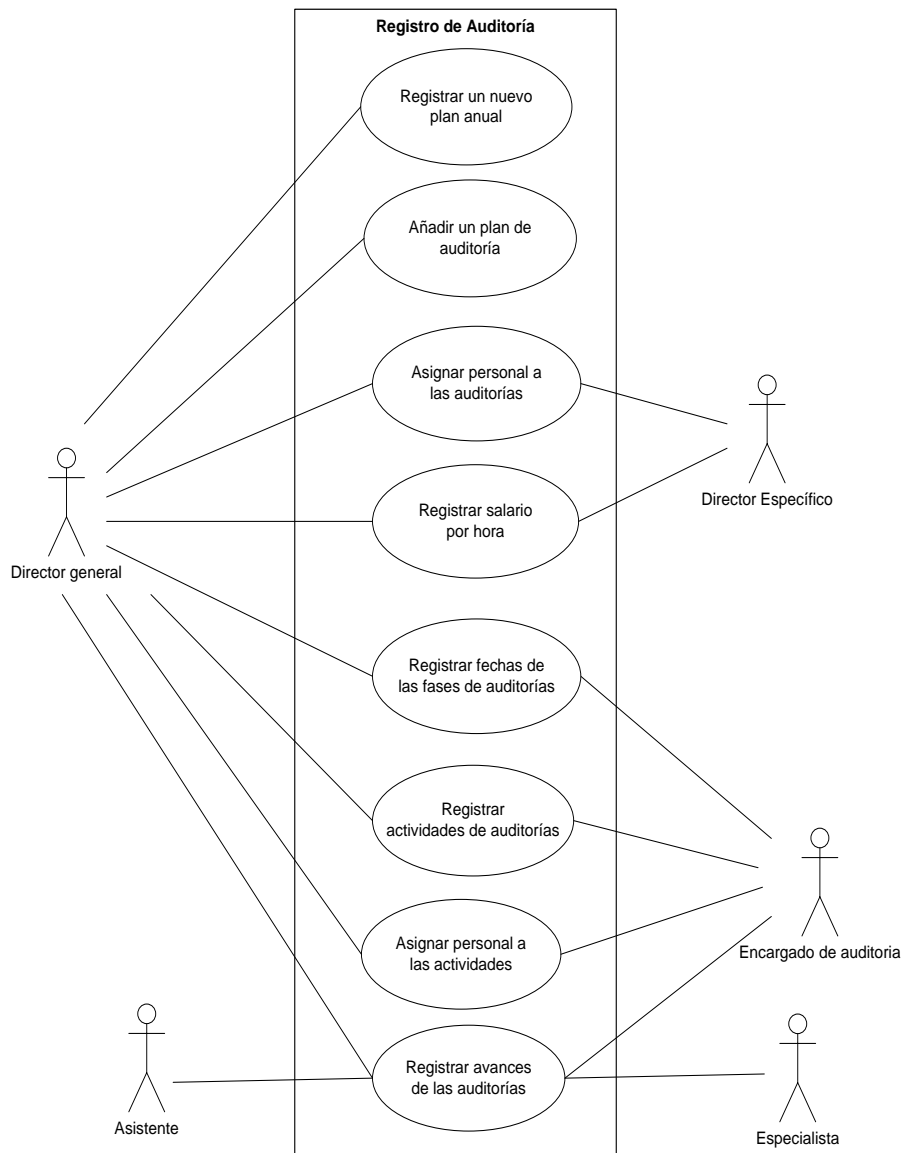 Registro de Auditoría
Registrar un nuevo
plan anual
Añadir un plan de
auditoría
Asignar personal a
las auditorías
Director Específico
Registrar salario
por hora
Director general
Registrar fechas de
las fases de auditorías
Registrar
actividades de auditorías
Asignar personal a
las actividades
Encargado de auditoria
Registrar avances
de las auditorías
Asistente
Especialista